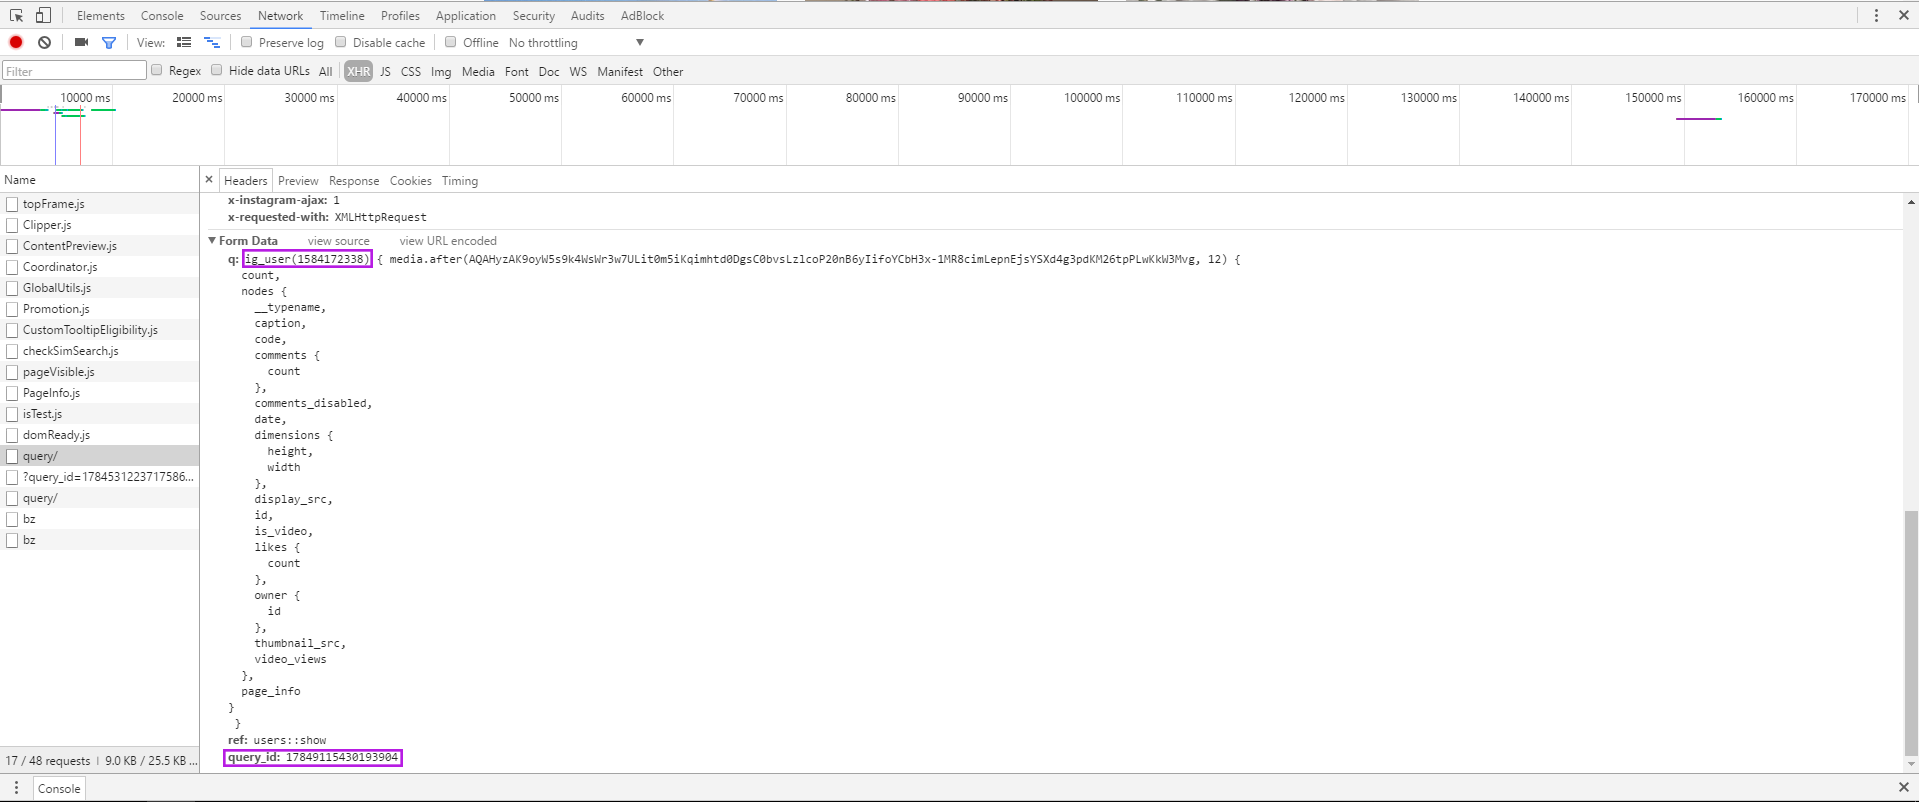 Elements Console Sources Network Timeline Profiles Application Security Audits AdBlock
View: Preserve log Disable cache Offline No throttling
Filter Regex Hide data URLs All XHR JS CSS Img Media Font Doc WS Manifest Other
10000 ms 20000 ms 30000 ms 40000 ms 50000 ms 60000 ms 70000 ms 80000 ms 90000 ms 100000 ms 110000 ms 120000 ms 130000 ms 140000 ms 150000 ms 160000 ms 170000 ms
Name
topFrame.js
Clipper.js
ContentPreview.js
Coordinator.js
GlobalUtils.js
Promotion.js
CustomTooltipEligibility.js
checkSimSearch.js
pageVisible.js
PageInfo.js
isTest.js
domReady.js
query/
?query_id=1784531223717586...
query/
bz
bz
17 / 48 requests | 9.0 KB / 25.5 KB ...
× Headers Preview Response Cookies Timing
x-instagram-ajax: 1
x-requested-with: XMLHttpRequest
Form Data view source view URL encoded
q: ig_user(1584172338) { media.after(AQAHyzAK9oyW5s9k4WsWr3w7ULit0m5iKqimhtd0DgsC0bvsLzlcoP20nB6yIifoYCbH3x-1MR8cimLepnEjsYSXd4g3pdKM26tpPLwKkW3Mvg, 12) {
count,
nodes {
__typename,
caption,
code,
comments {
count
},
comments_disabled,
date,
dimensions {
height,
width
},
display_src,
id,
is_video,
likes {
count
},
owner {
id
},
thumbnail_src,
video_views
},
page_info
}
}
ref: users::show
query_id: 17849115430193904
Console